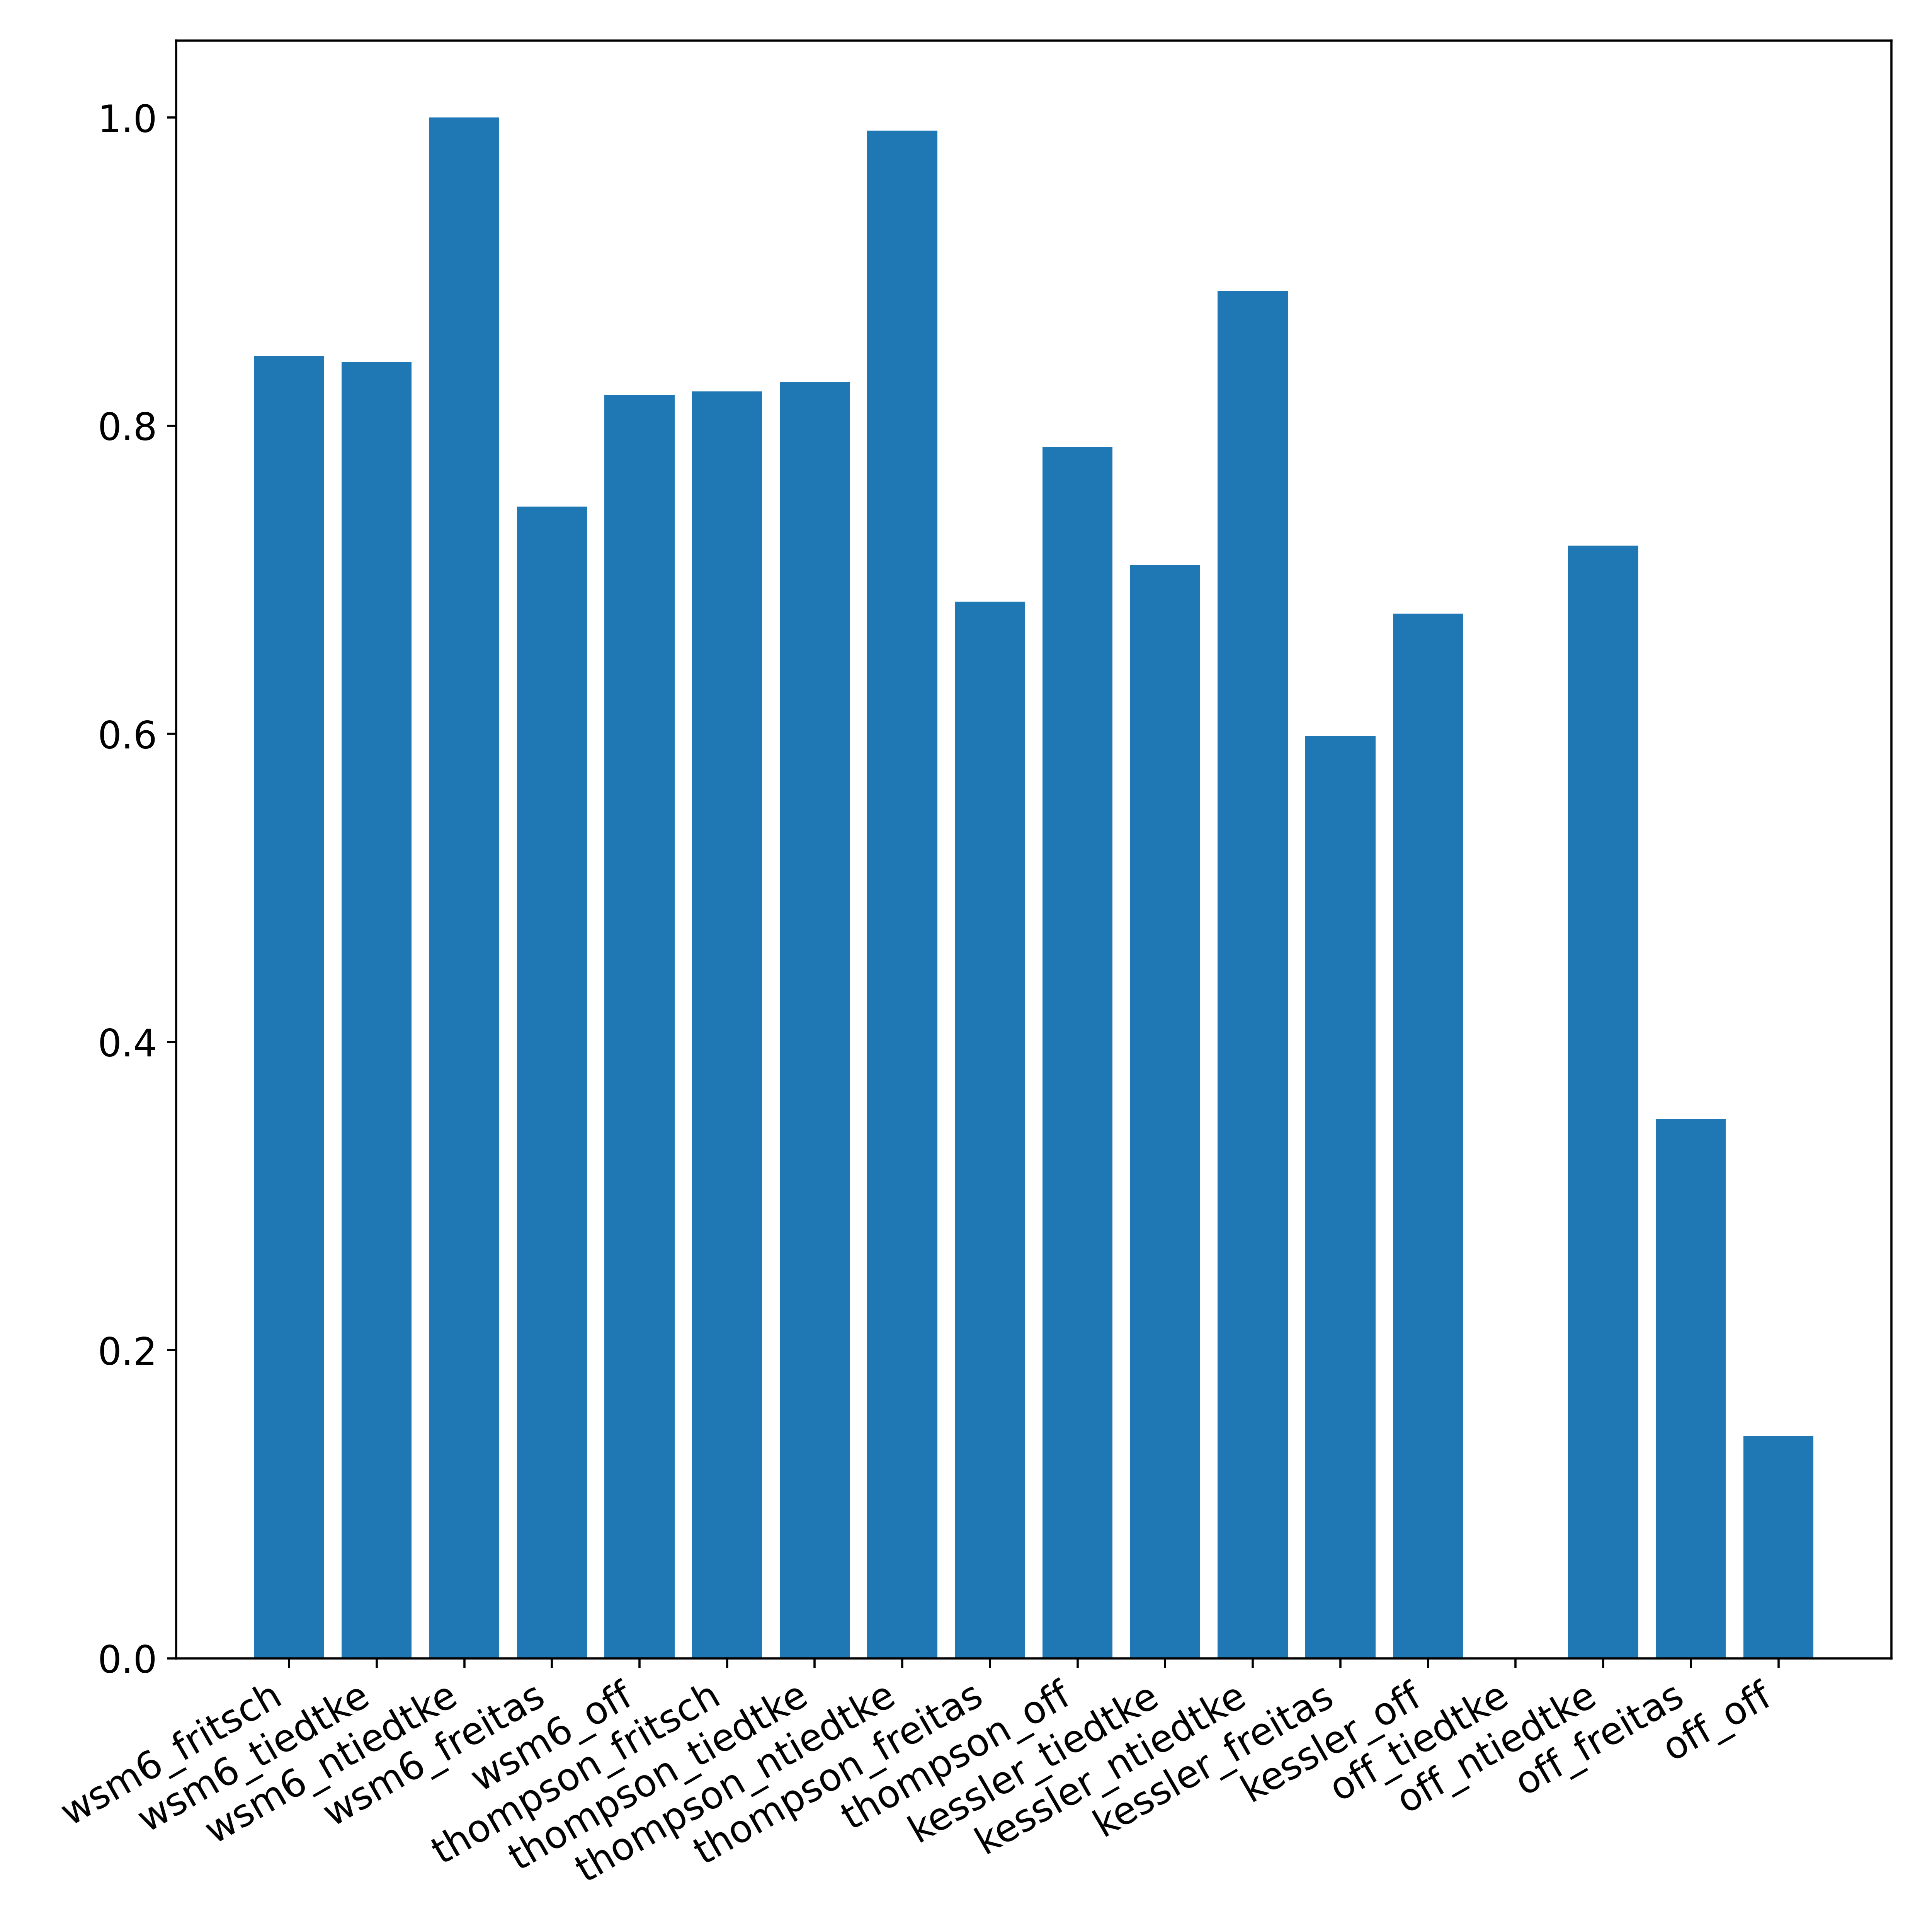 1.0
0.8
0.6
0.4
0.2
0.0
wsm6_fritsch
wsm6_tiedtke
wsm6_ntiedtke
wsm6_freitas
wsm6_off
thompson_fritsch
thompson_tiedtke
thompson_ntiedtke
thompson_freitas
thompson_off
kessler_tiedtke
kessler_ntiedtke
kessler_freitas
kessler_off
off_tiedtke
off_ntiedtke
off_freitas
off_off